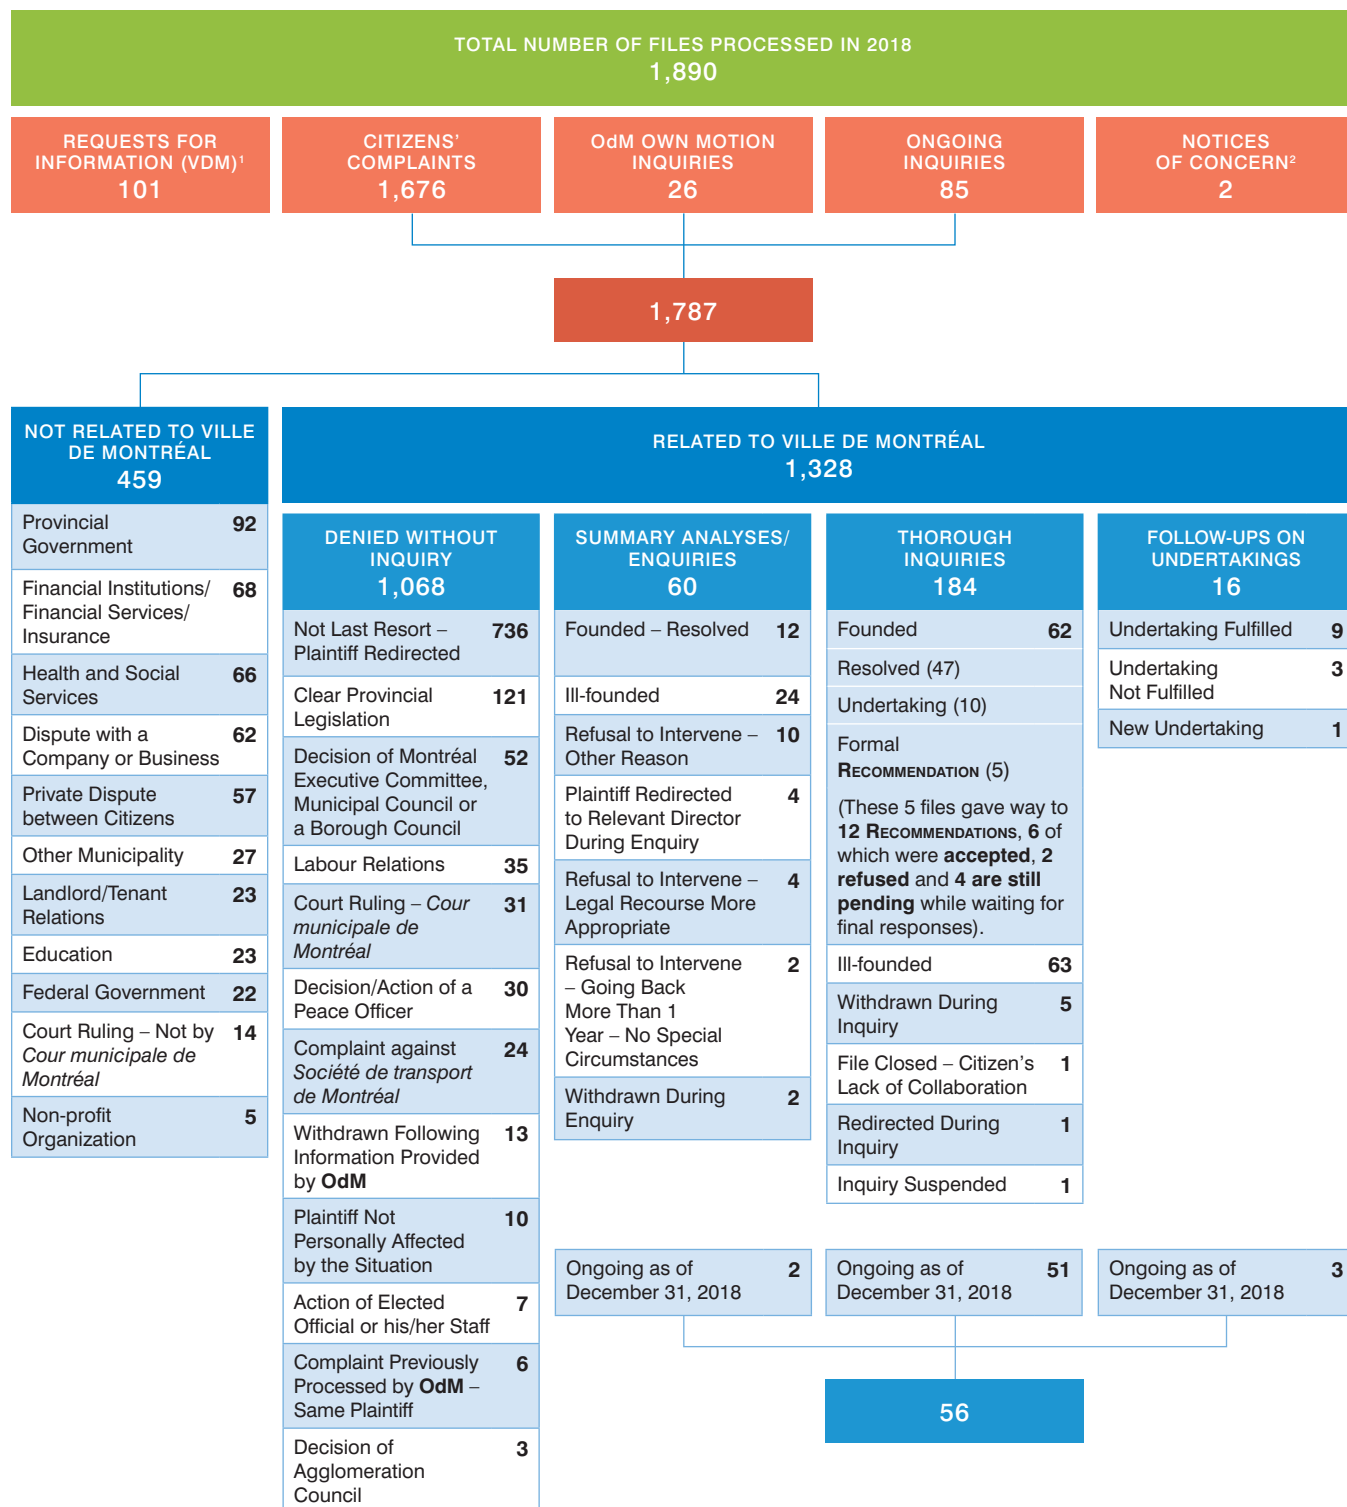 TOTAL NUMBER OF FILES PROCESSED IN 2018
1,890
REQUESTS FOR
INFORMATION (VDM)¹
101
CITIZENS'
COMPLAINTS
1,676
OdM OWN MOTION
INQUIRIES
26
ONGOING
INQUIRIES
85
NOTICES
OF CONCERN²
2
1,787
NOT RELATED TO VILLE
DE MONTRÉAL
459
Provincial 92
Government
Financial Institutions/ 68
Financial Services/
Insurance
Health and Social 66
Services
Dispute with a 62
Company or Business
Private Dispute 57
between Citizens
Other Municipality 27
Landlord/Tenant 23
Relations
Education 23
Federal Government 22
Court Ruling – Not by 14
Cour municipale de
Montréal
Non-profit 5
Organization
RELATED TO VILLE DE MONTRÉAL
1,328
DENIED WITHOUT
INQUIRY
1,068
Not Last Resort – 736
Plaintiff Redirected
Clear Provincial 121
Legislation
Decision of Montréal 52
Executive Committee,
Municipal Council or
a Borough Council
Labour Relations 35
Court Ruling – Cour 31
municipale de
Montréal
Decision/Action of a 30
Peace Officer
Complaint against 24
Société de transport
de Montréal
Withdrawn Following 13
Information Provided
by OdM
Plaintiff Not 10
Personally Affected
by the Situation
Action of Elected 7
Official or his/her Staff
Complaint Previously 6
Processed by OdM –
Same Plaintiff
Decision of 3
Agglomeration
Council
SUMMARY ANALYSES/
ENQUIRIES
60
Founded – Resolved 12
Ill-founded 24
Refusal to Intervene – 10
Other Reason
Plaintiff Redirected 4
to Relevant Director
During Enquiry
Refusal to Intervene – 4
Legal Recourse More
Appropriate
Refusal to Intervene 2
– Going Back
More Than 1
Year – No Special
Circumstances
Withdrawn During 2
Enquiry
Ongoing as of 2
December 31, 2018
THOROUGH
INQUIRIES
184
Founded 62
Resolved (47)
Undertaking (10)
Formal
RECOMMENDATION (5)
(These 5 files gave way to
12 RECOMMENDATIONS, 6 of
which were accepted, 2
refused and 4 are still
pending while waiting for
final responses).
Ill-founded 63
Withdrawn During 5
Inquiry
File Closed – Citizen's 1
Lack of Collaboration
Redirected During 1
Inquiry
Inquiry Suspended 1
Ongoing as of 51
December 31, 2018
FOLLOW-UPS ON
UNDERTAKINGS
16
Undertaking Fulfilled 9
Undertaking 3
Not Fulfilled
New Undertaking 1
Ongoing as of 3
December 31, 2018
56